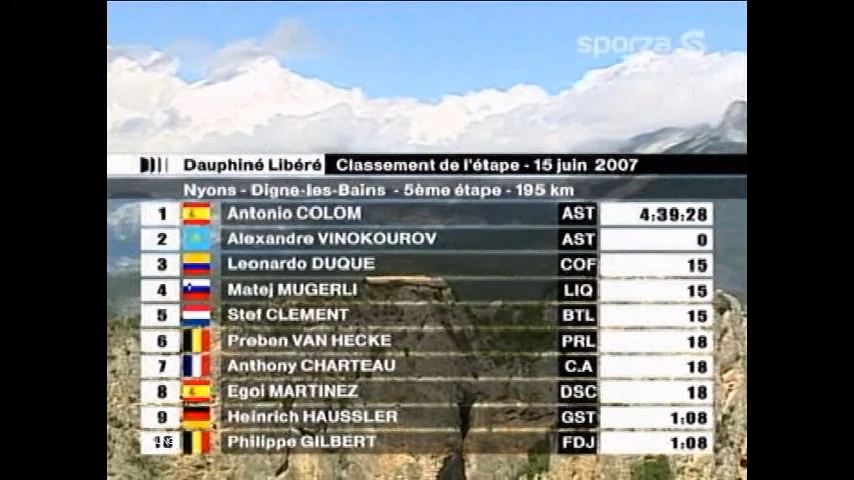 sporza
Dauphiné Libéré Classement de l'étape - 15 juin 2007
Nyons - Digne-les-Bains - 5ème étape - 195 km
1 Antonio COLOM AST 4:39:28
2 Alexandre VINOKOUROV AST 0
3 Leonardo DUQUE COF 15
4 Matej MUGERLI LIQ 15
5 Stef CLEMENT BTL 15
6 Preben VAN HECKE PRL 18
7 Anthony CHARTEAU C.A 18
8 Egoi MARTINEZ DSC 18
9 Heinrich HAUSSLER GST 1:08
10 Philippe GILBERT FDJ 1:08